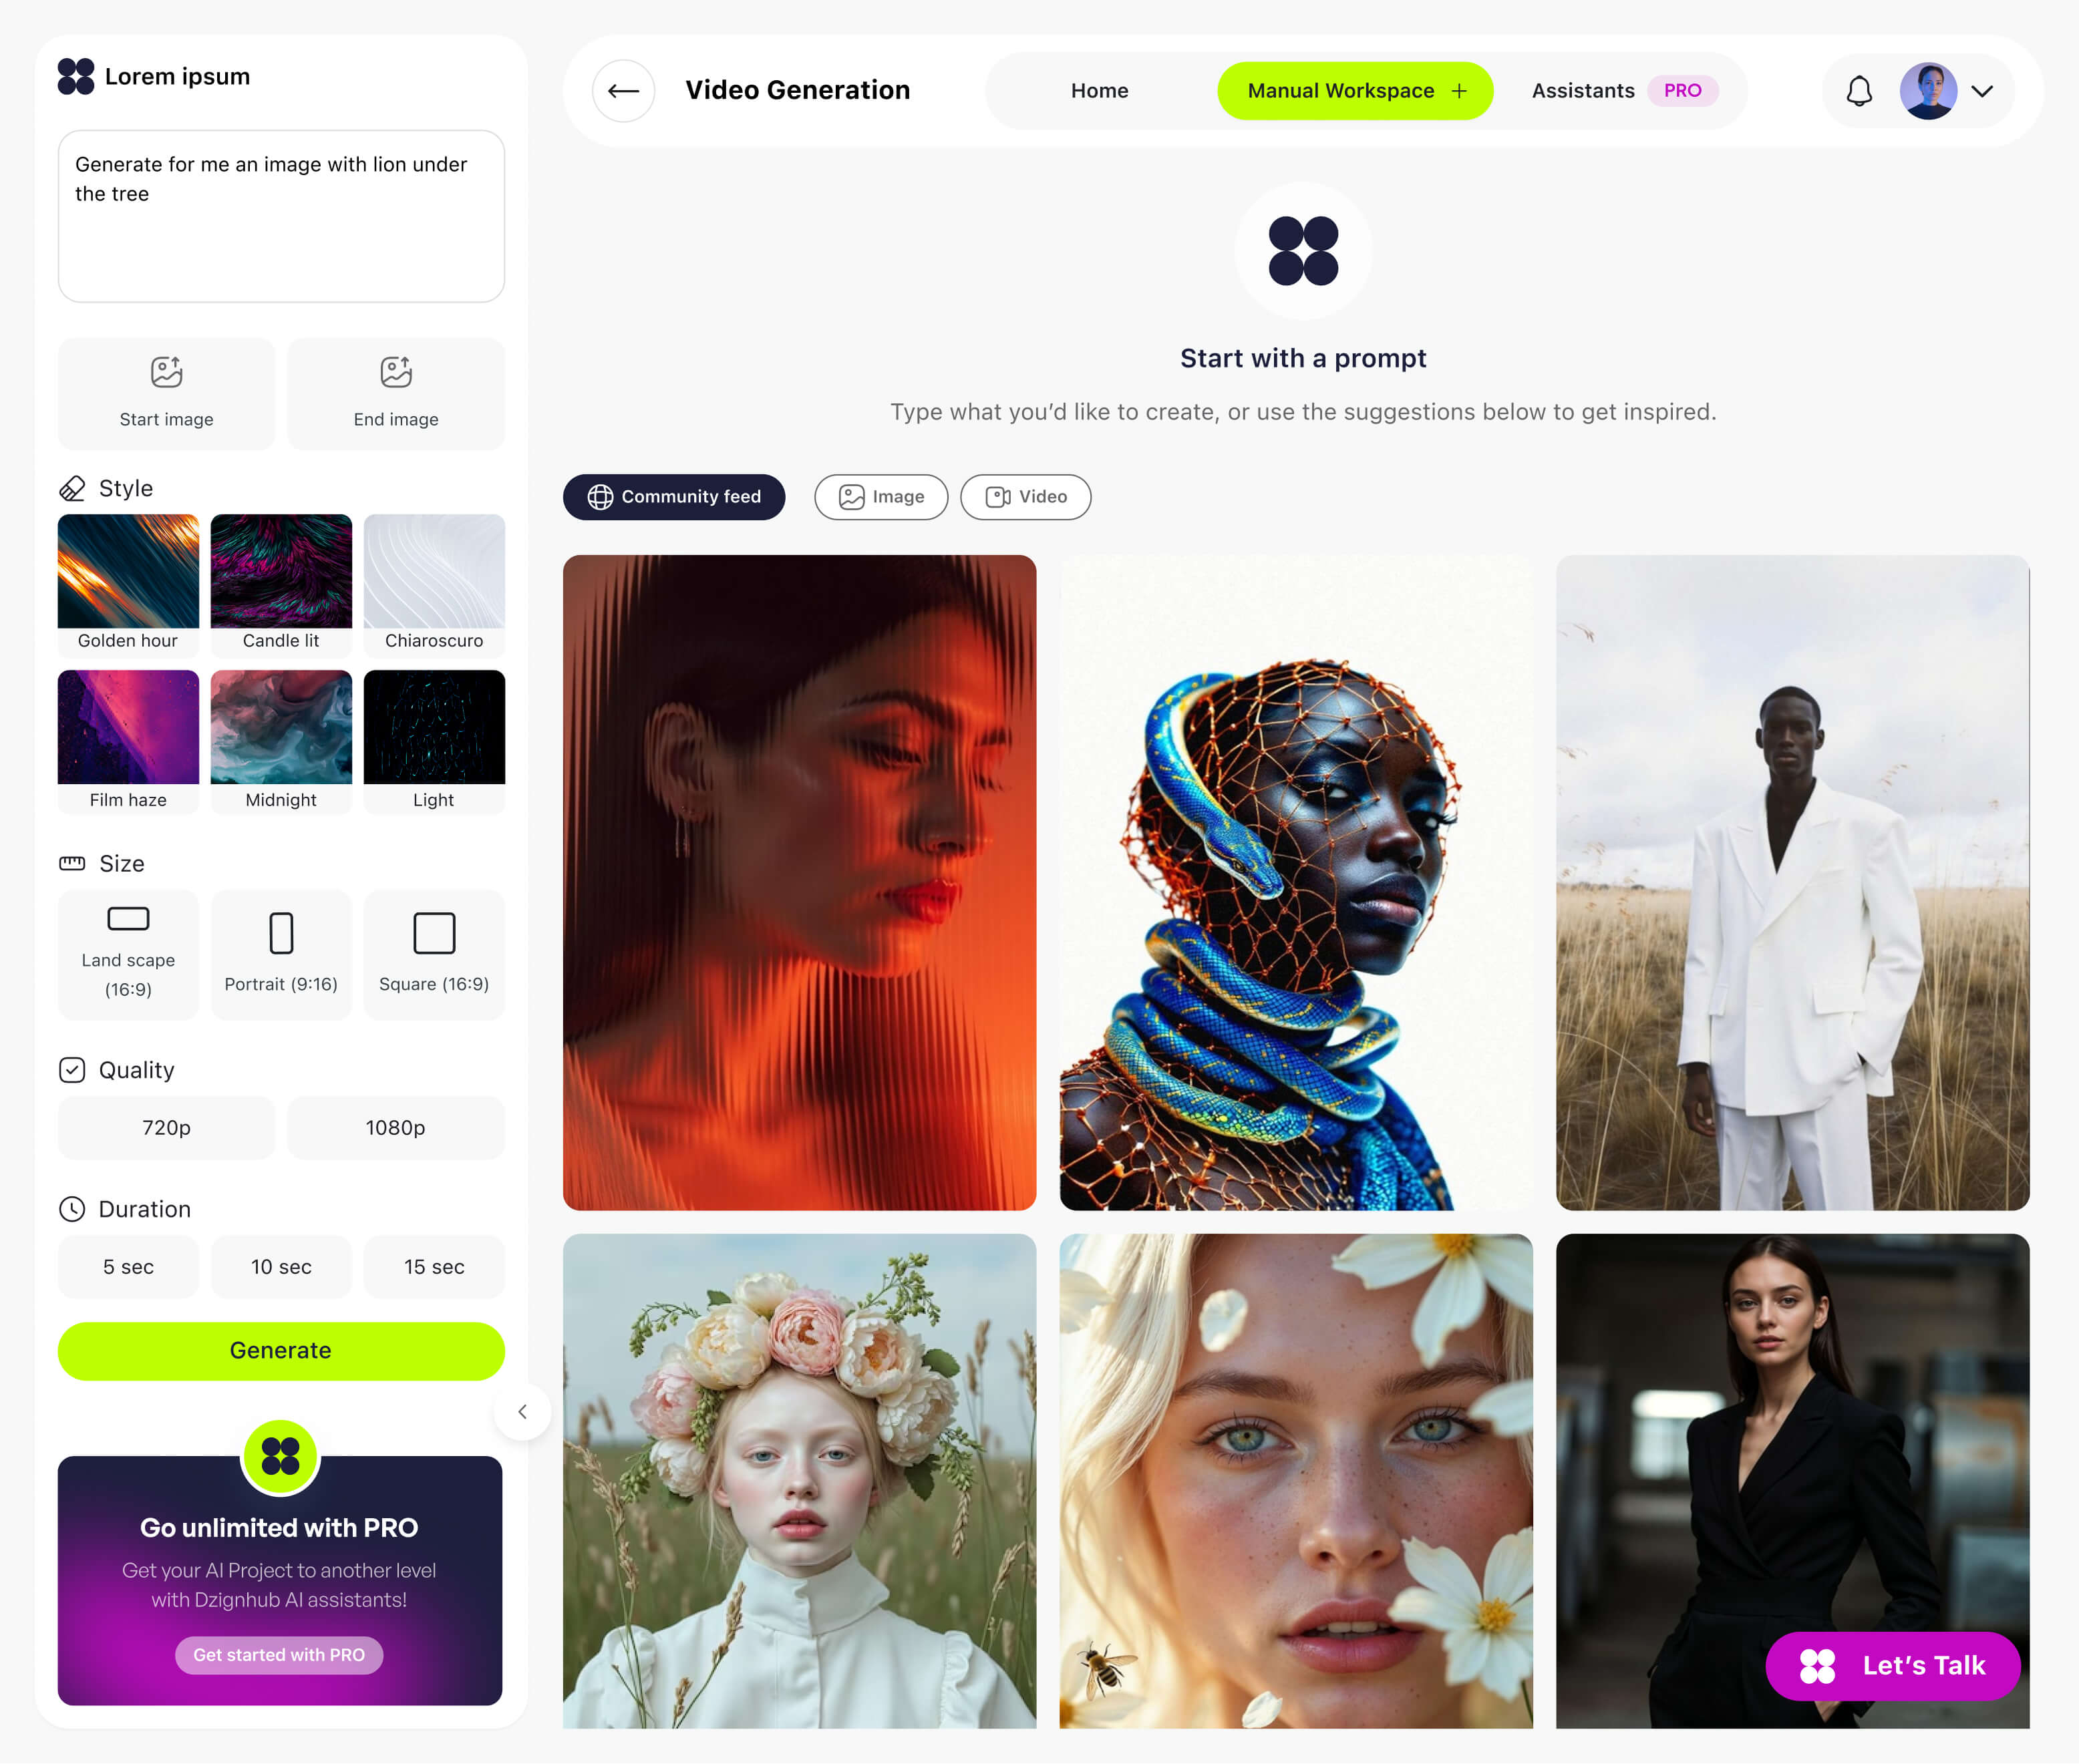 Lorem ipsum
Generate for me an image with lion under
the tree
Start image
End image
Style
Golden hour
Candle lit
Chiaroscuro
Film haze
Midnight
Light
Size
Land scape
(16:9)
Portrait (9:16)
Square (16:9)
Quality
720p
1080p
Duration
5 sec
10 sec
15 sec
Generate
Go unlimited with PRO
Get your AI Project to another level
with Dzignhub AI assistants!
Get started with PRO
Video Generation
Home
Manual Workspace +
Assistants PRO
Start with a prompt
Type what you’d like to create, or use the suggestions below to get inspired.
Community feed
Image
Video
Let’s Talk